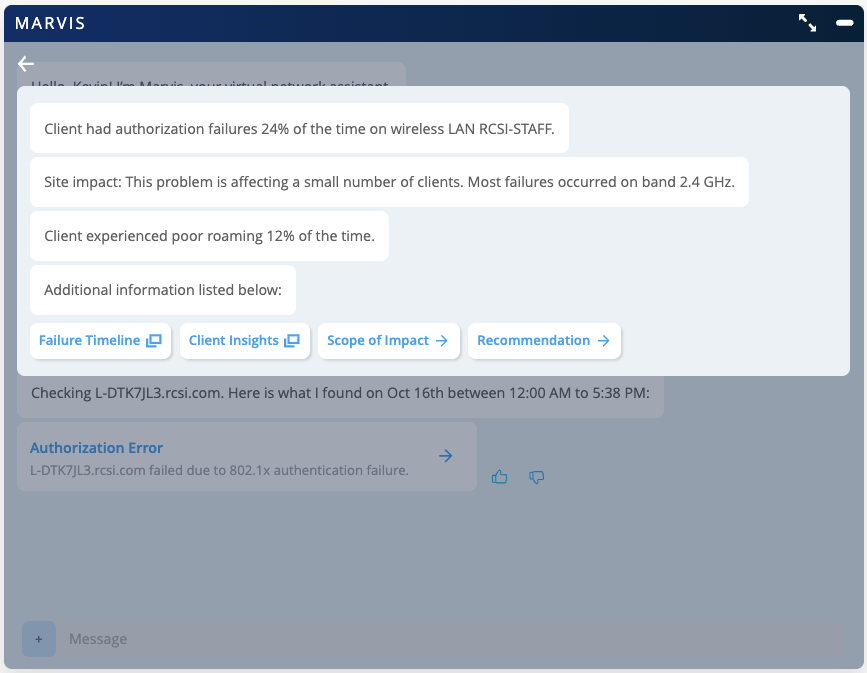 MARVIS
Hello, Kevin! I'm Marvis, your virtual network assistant.
Client had authorization failures 24% of the time on wireless LAN RCSI-STAFF.
Site impact: This problem is affecting a small number of clients. Most failures occurred on band 2.4 GHz.
Client experienced poor roaming 12% of the time.
Additional information listed below:
Failure Timeline Client Insights Scope of Impact Recommendation
Checking L-DTK7JL3.rcsi.com. Here is what I found on Oct 16th between 12:00 AM to 5:38 PM:
Authorization Error
L-DTK7JL3.rcsi.com failed due to 802.1x authentication failure.
+ Message